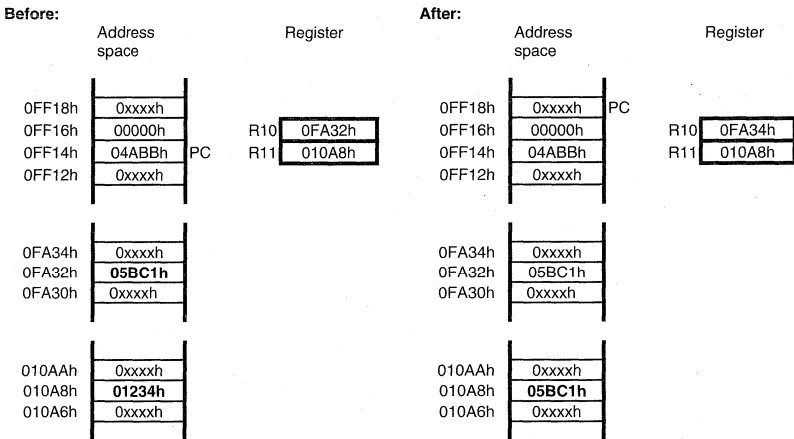 Before:
After:
Address space
Register
Address space
Register
0FF18h 0xxxxh
0FF16h 00000h
0FF14h 04ABBh PC
0FF12h 0xxxxh
R10 0FA32h
R11 010A8h
0FF18h 0xxxxh PC
0FF16h 00000h
0FF14h 04ABBh
0FF12h 0xxxxh
R10 0FA34h
R11 010A8h
0FA34h 0xxxxh
0FA32h 05BC1h
0FA30h 0xxxxh
0FA34h 0xxxxh
0FA32h 05BC1h
0FA30h 0xxxxh
010AAh 0xxxxh
010A8h 01234h
010A6h 0xxxxh
010AAh 0xxxxh
010A8h 05BC1h
010A6h 0xxxxh